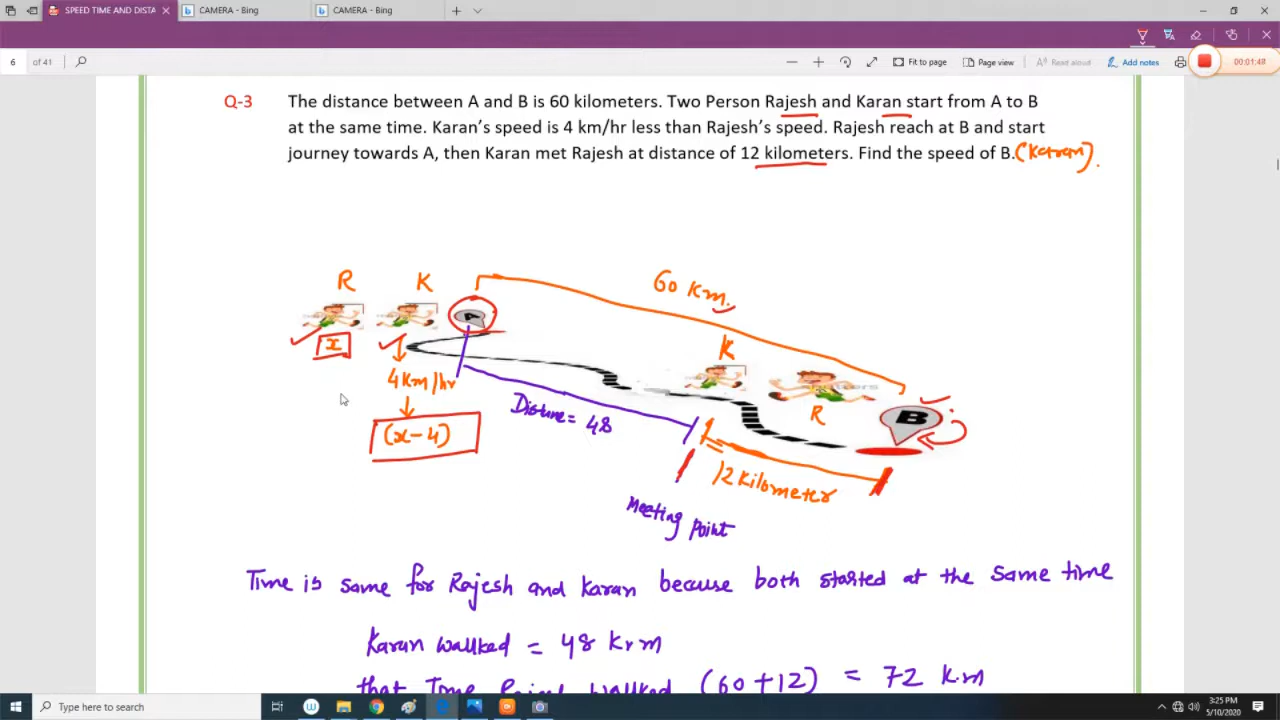 SPEED TIME AND DISTA
CAMERA - Bing
CAMERA - Bing
6 of 41
Fit to page
Page view
Read aloud
Add notes
00:01:48
Q-3 The distance between A and B is 60 kilometers. Two Person Rajesh and Karan start from A to B
at the same time. Karan's speed is 4 km/hr less than Rajesh's speed. Rajesh reach at B and start
journey towards A, then Karan met Rajesh at distance of 12 kilometers. Find the speed of B. (Karan).
R K
60 Km.
A
x
K
4 Km/hr
R
B
Distance = 48
(x-4)
12 Kilometer
Meeting Point
Time is same for Rajesh and Karan because both started at the same time
Karan walked = 48
that Time walked (60+12) = 72 K.m
Type here to search
3:25 PM
5/10/2020